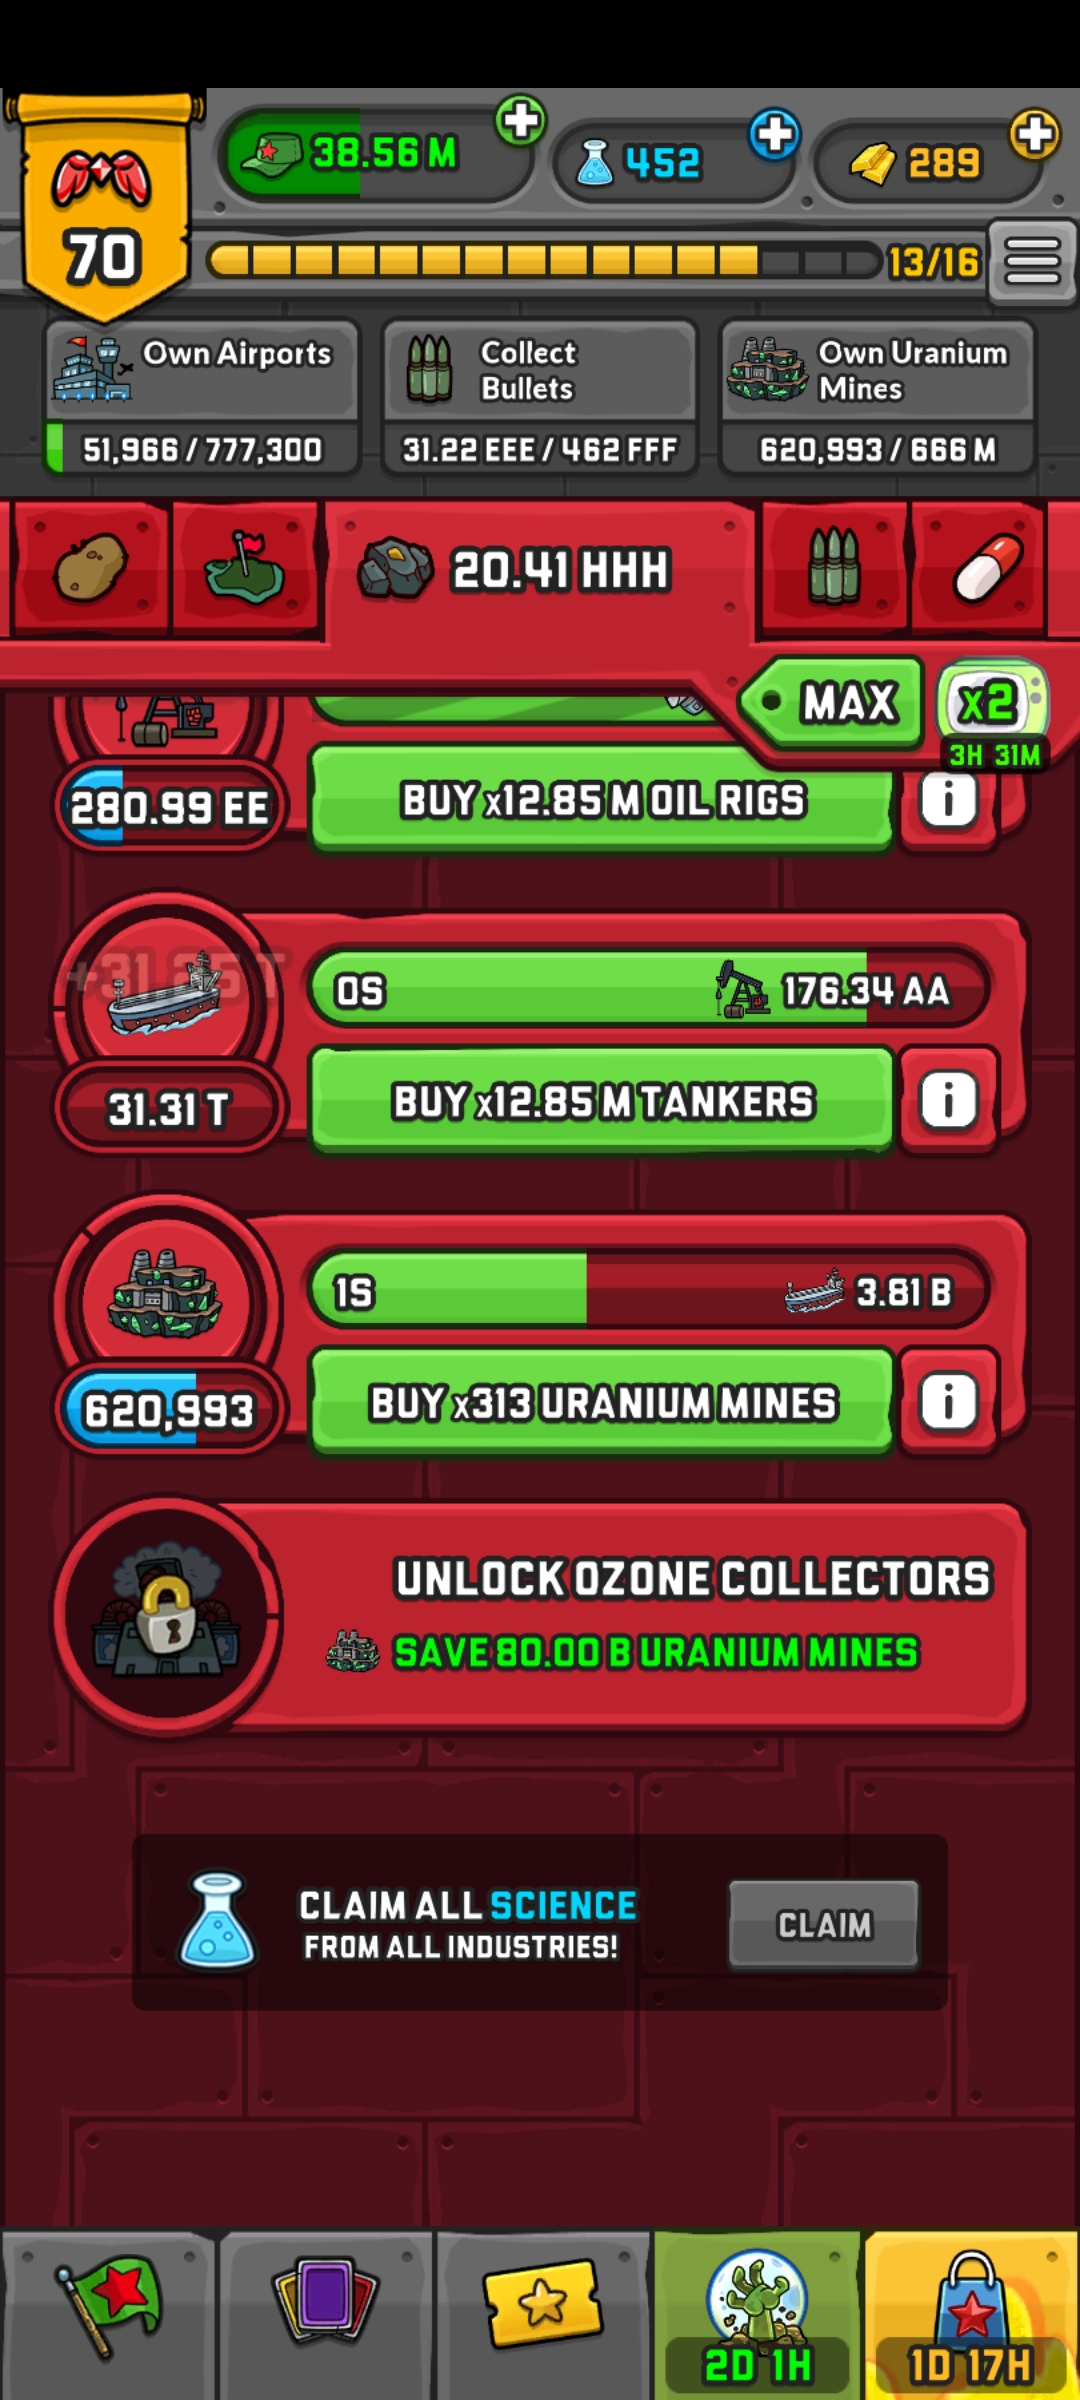 38.56 M
452
289
70
13/16
Own Airports
51,966 / 777,300
Collect
Bullets
31.22 EEE / 462 FFF
Own Uranium
Mines
620,993 / 666 M
20.41 HHH
MAX
x2
3H 31M
280.99 EE
BUY x12.85 M OIL RIGS
i
+31.85 T
0S
176.34 AA
31.31 T
BUY x12.85 M TANKERS
i
1S
3.81 B
620,993
BUY x313 URANIUM MINES
i
UNLOCK OZONE COLLECTORS
SAVE 80.00 B URANIUM MINES
CLAIM ALL SCIENCE
FROM ALL INDUSTRIES!
CLAIM
2D 1H
1D 17H